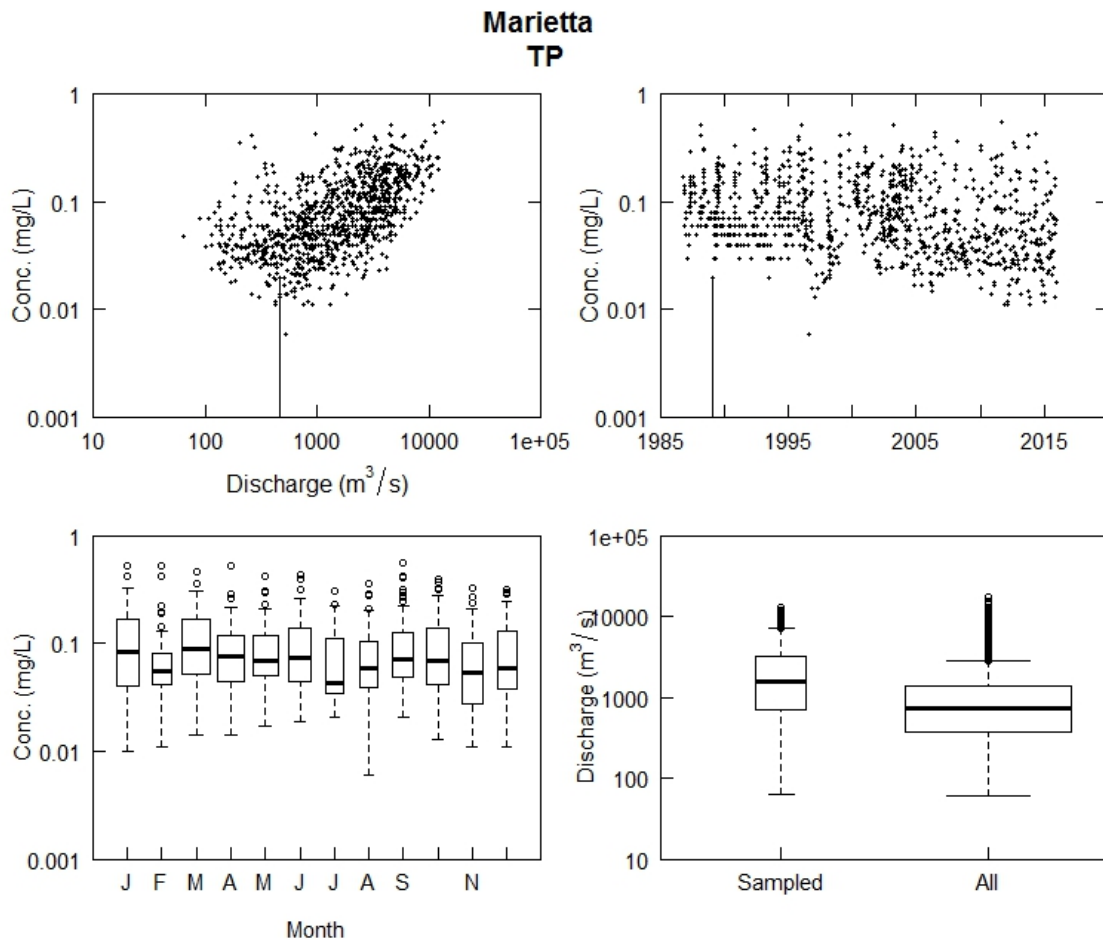 Marietta
TP
1
0.1
0.01
0.001
Conc. (mg/L)
10 100 1000 10000 1e+05
Discharge (m³/s)
1
0.1
0.01
0.001
Conc. (mg/L)
1985 1995 2005 2015
1
0.1
0.01
0.001
Conc. (mg/L)
J F M A M J J A S N
Month
1e+05
10000
1000
100
10
Discharge (m³/s)
Sampled All